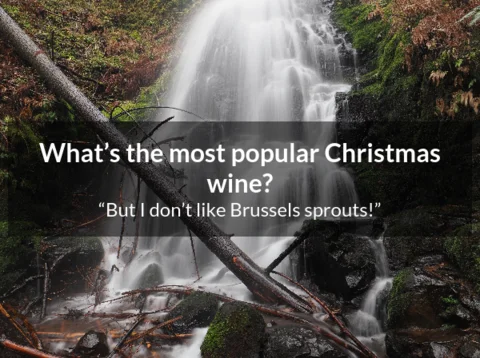 What’s the most popular Christmas
wine?
“But I don’t like Brussels sprouts!”